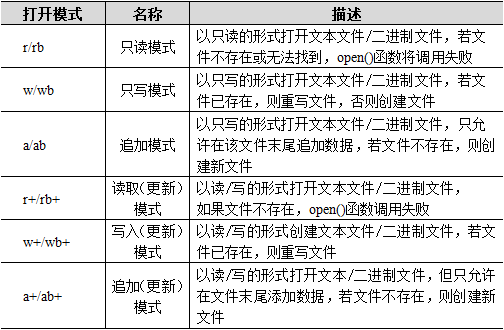 打开模式 名称 描述
r/rb 只读模式 以只读的形式打开文本文件/二进制文件，若文
件不存在或无法找到，open()函数将调用失败
w/wb 只写模式 以只写的形式打开文本文件/二进制文件，若文
件已存在，则重写文件，否则创建文件
a/ab 追加模式 以只写的形式打开文本文件/二进制文件，只允
许在该文件末尾追加数据，若文件不存在，则创
建新文件
r+/rb+ 读取（更新） 以读/写的形式打开文本文件/二进制文件，
模式 如果文件不存在，open()函数调用失败
w+/wb+ 写入（更新） 以读/写的形式创建文本文件/二进制文件，若文
模式 件已存在，则重写文件
a+/ab+ 追加（更新） 以读/写的形式打开文本/二进制文件，但只允许
模式 在文件末尾添加数据，若文件不存在，则创建新
文件